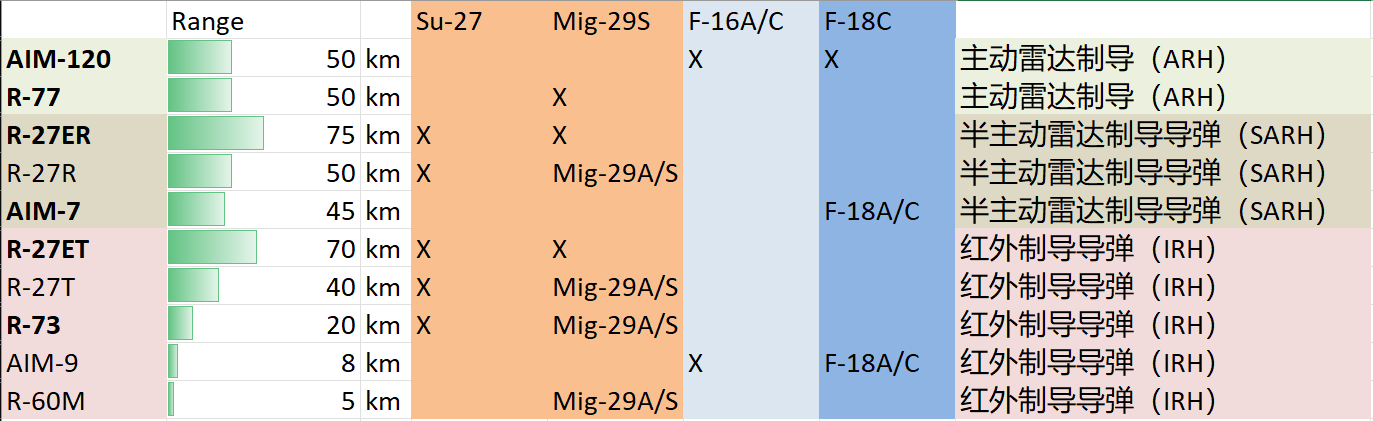 Range Su-27 Mig-29S F-16A/C F-18C
AIM-120 50 km X X 主动雷达制导（ARH）
R-77 50 km X 主动雷达制导（ARH）
R-27ER 75 km X X 半主动雷达制导导弹（SARH）
R-27R 50 km X Mig-29A/S 半主动雷达制导导弹（SARH）
AIM-7 45 km F-18A/C 半主动雷达制导导弹（SARH）
R-27ET 70 km X X 红外制导导弹（IRH）
R-27T 40 km X Mig-29A/S 红外制导导弹（IRH）
R-73 20 km X Mig-29A/S 红外制导导弹（IRH）
AIM-9 8 km X F-18A/C 红外制导导弹（IRH）
R-60M 5 km Mig-29A/S 红外制导导弹（IRH）